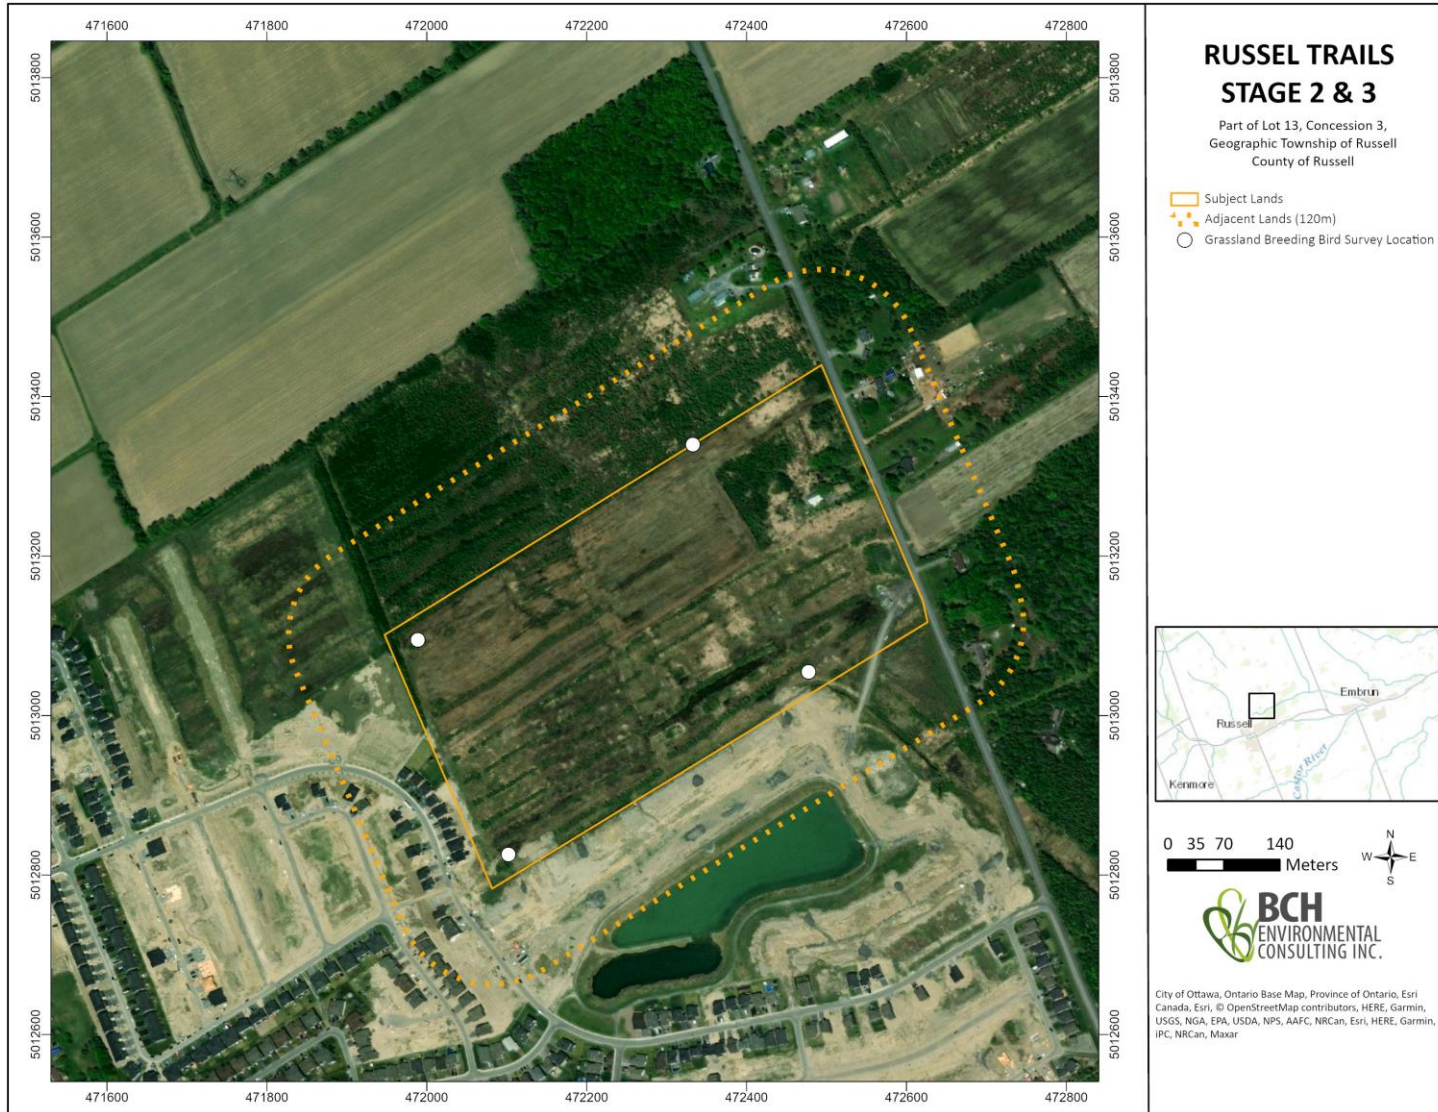 471600 471800 472000 472200 472400 472600 472800
5013800
5013600
5013400
5013200
5013000
5012800
5012600
5013800
5013600
5013400
5013200
5013000
5012800
5012600
471600 471800 472000 472200 472400 472600 472800
RUSSEL TRAILS
STAGE 2 & 3
Part of Lot 13, Concession 3,
Geographic Township of Russell
County of Russell
Subject Lands
Adjacent Lands (120m)
Grassland Breeding Bird Survey Location
Embrun
Russell
Castor River
Kenmore
0 35 70 140
Meters
N
W E
S
BCH
ENVIRONMENTAL
CONSULTING INC.
City of Ottawa, Ontario Base Map, Province of Ontario, Esri
Canada, Esri, © OpenStreetMap contributors, HERE, Garmin,
USGS, NGA, EPA, USDA, NPS, AAFC, NRCan, Esri, HERE, Garmin,
iPC, NRCan, Maxar